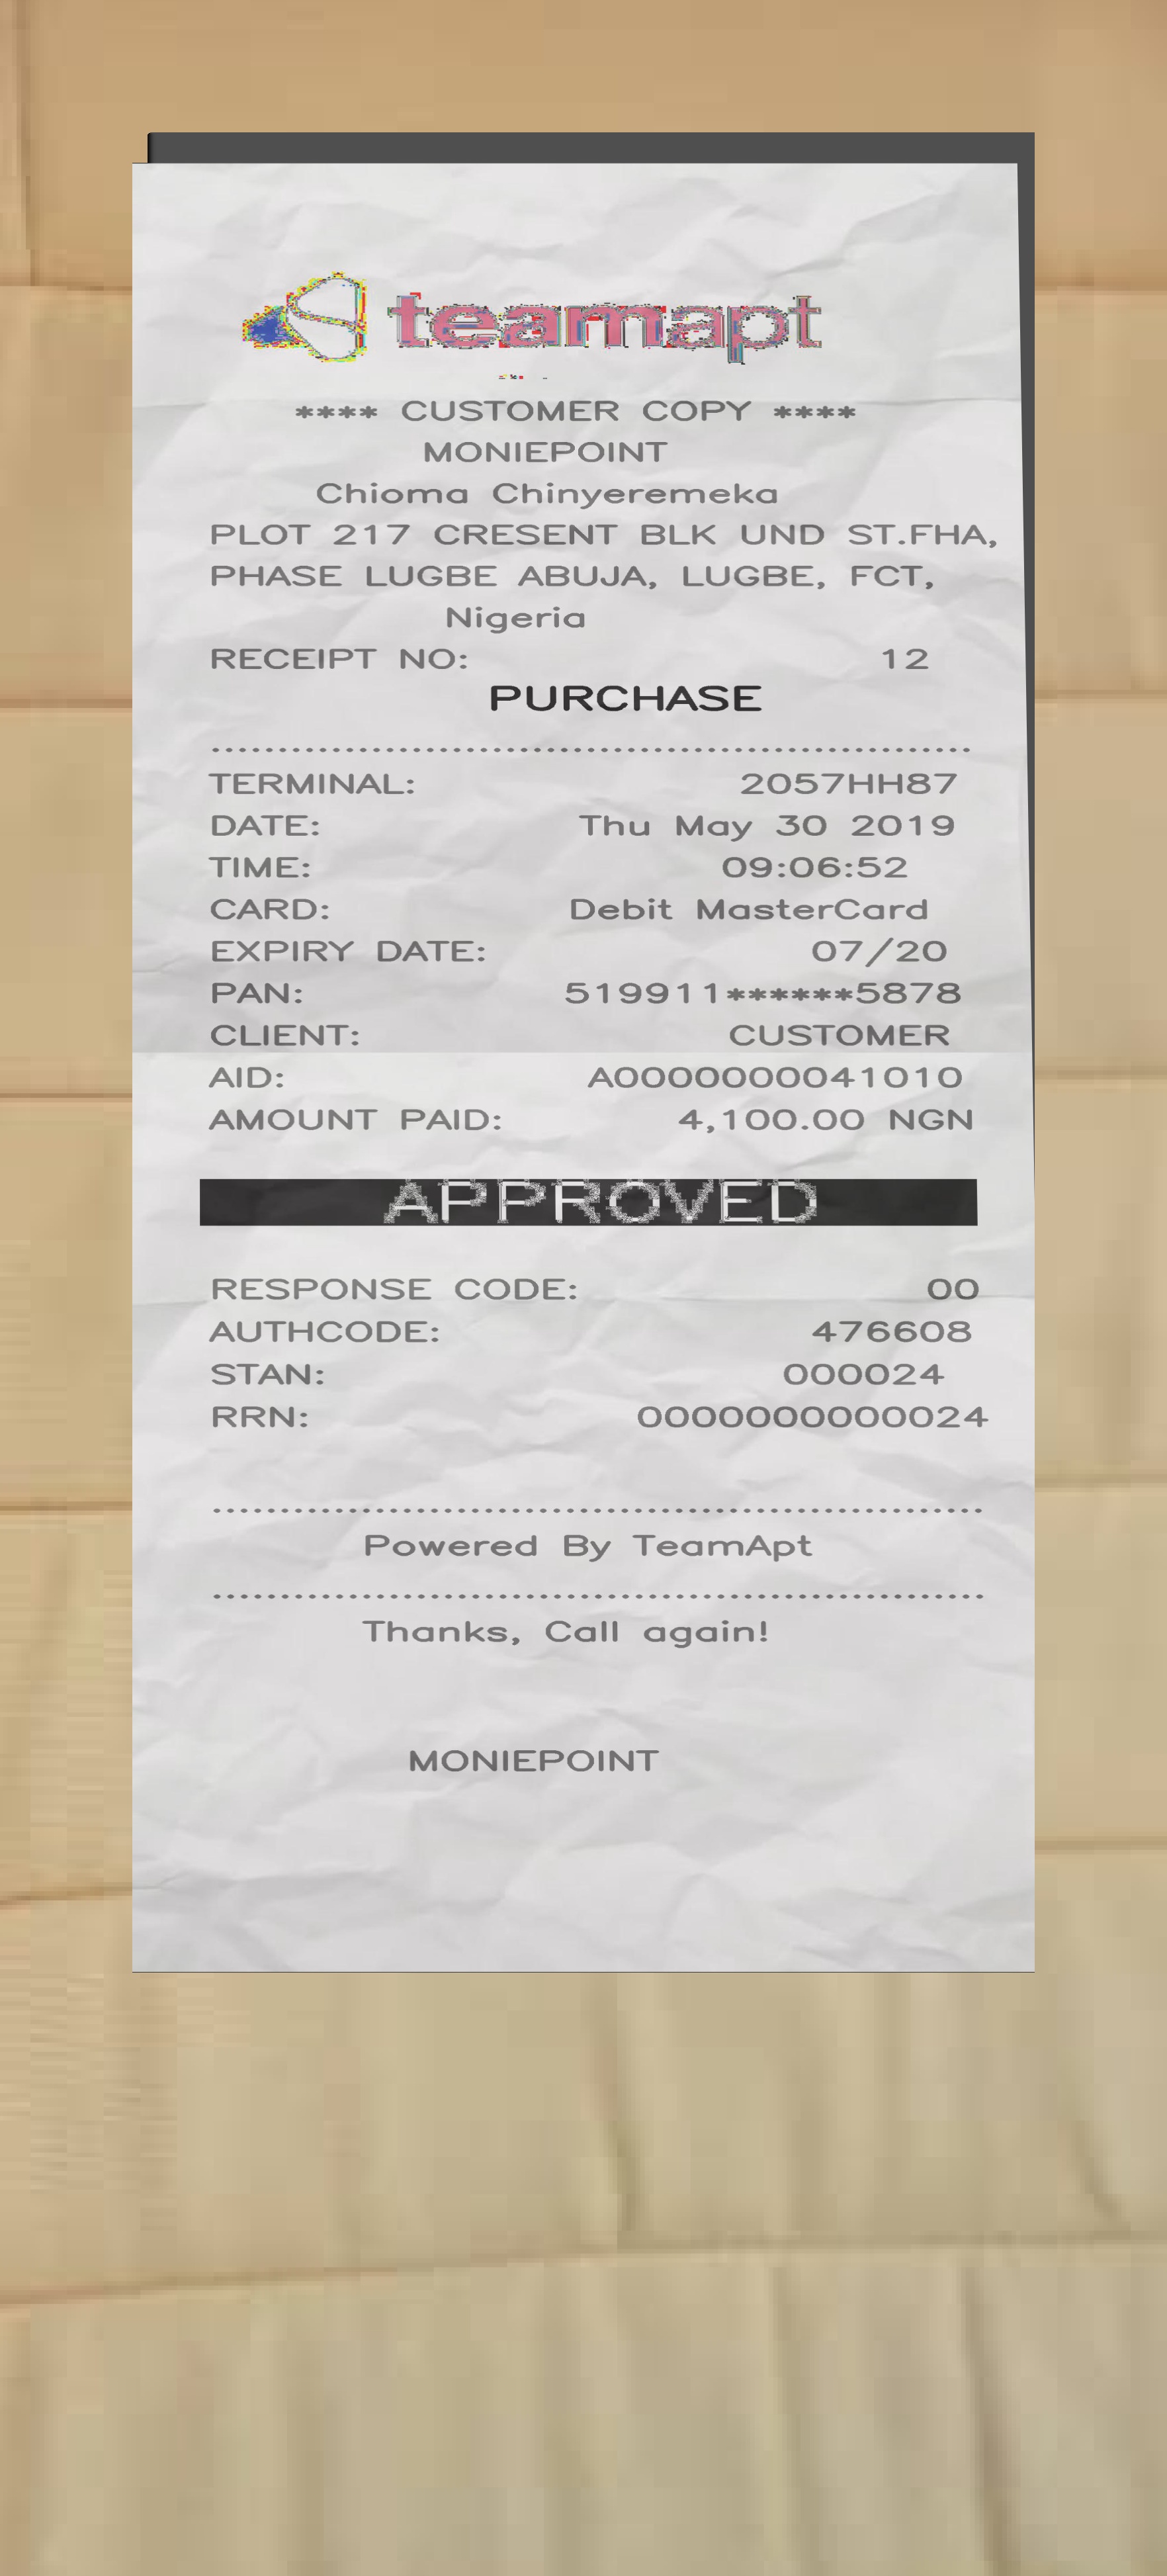 teamapt
**** CUSTOMER COPY ****
MONIEPOINT
Chioma Chinyeremeka
PLOT 217 CRESENT BLK UND ST.FHA,
PHASE LUGBE ABUJA, LUGBE, FCT,
Nigeria
RECEIPT NO: 12
PURCHASE
TERMINAL: 2057HH87
DATE: Thu May 30 2019
TIME: 09:06:52
CARD: Debit MasterCard
EXPIRY DATE: 07/20
PAN: 519911******5878
CLIENT: CUSTOMER
AID: A0000000041010
AMOUNT PAID: 4,100.00 NGN
APPROVED
RESPONSE CODE: 00
AUTHCODE: 476608
STAN: 000024
RRN: 0000000000024
Powered By TeamApt
Thanks, Call again!
MONIEPOINT